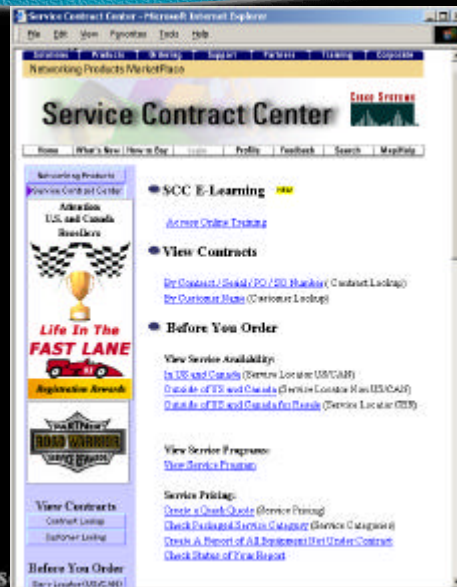 Service Contract Center - Microsoft Internet Explorer
File Edit View Favorites Tools Help
Solutions Products Ordering Support Partners Training Corporate
Networking Products MarketPlace
Service Contract Center
Cisco Systems
Home What's New How to Buy Login Profile Feedback Search Map/Help
Networking Products
Service Contract Center
Attention
U.S. and Canada
Resellers
Life In The
FAST LANE
Registration Rewards
PARTNER
ROAD WARRIOR
SERVICE REWARDS
View Contracts
Contract Lookup
Customer Lookup
Before You Order
SCC E-Learning NEW
Access Online Training
View Contracts
By Contract / Serial / PO / SO Number (Contract Lookup)
By Customer Name (Customer Lookup)
Before You Order
View Service Availability:
In US and Canada (Service Locator US/CAN)
Outside of US and Canada (Service Locator Non US/CAN)
Outside of US and Canada for Resale (Service Locator
View Service Programs:
View Service Program
Service Pricing:
Create a Quick Quote (Service Pricing)
Check Packaged Service Category (Service Categories)
Create A Report of All Equipment Not Under Contract
Check Status of Your Report